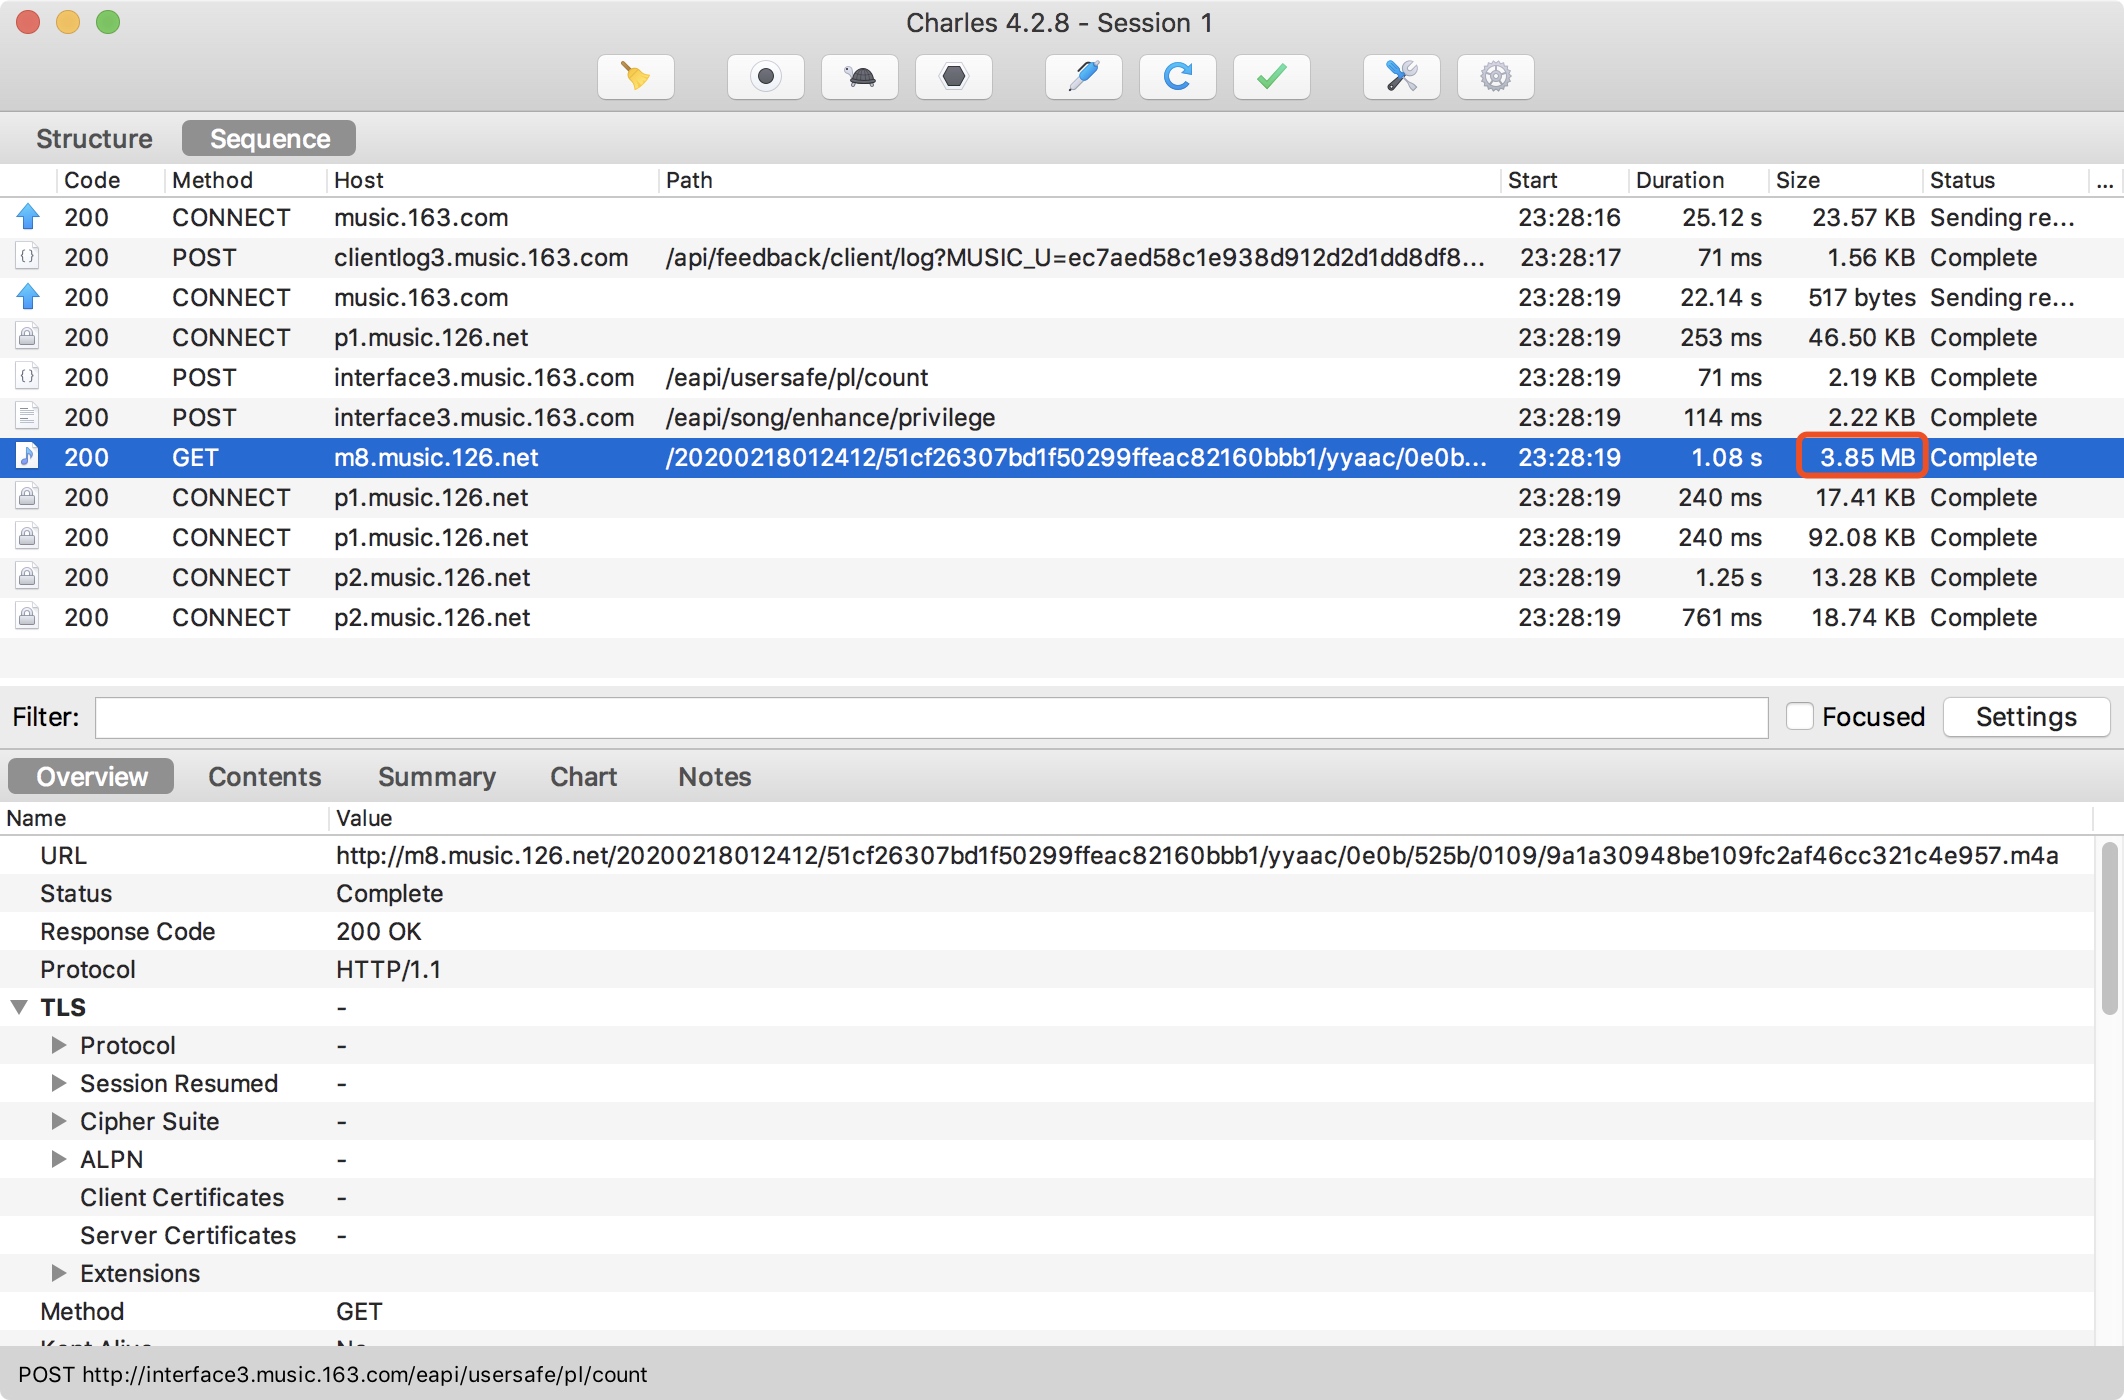 Charles 4.2.8 - Session 1
Structure Sequence
Code Method Host Path Start Duration Size Status ...
200 CONNECT music.163.com 23:28:16 25.12 s 23.57 KB Sending re...
200 POST clientlog3.music.163.com /api/feedback/client/log?MUSIC_U=ec7aed58c1e938d912d2d1dd8df8... 23:28:17 71 ms 1.56 KB Complete
200 CONNECT music.163.com 23:28:19 22.14 s 517 bytes Sending re...
200 CONNECT p1.music.126.net 23:28:19 253 ms 46.50 KB Complete
200 POST interface3.music.163.com /eapi/usersafe/pl/count 23:28:19 71 ms 2.19 KB Complete
200 POST interface3.music.163.com /eapi/song/enhance/privilege 23:28:19 114 ms 2.22 KB Complete
200 GET m8.music.126.net /20200218012412/51cf26307bd1f50299ffeac82160bbb1/yyaac/0e0b... 23:28:19 1.08 s 3.85 MB Complete
200 CONNECT p1.music.126.net 23:28:19 240 ms 17.41 KB Complete
200 CONNECT p1.music.126.net 23:28:19 240 ms 92.08 KB Complete
200 CONNECT p2.music.126.net 23:28:19 1.25 s 13.28 KB Complete
200 CONNECT p2.music.126.net 23:28:19 761 ms 18.74 KB Complete
Filter: Focused Settings
Overview Contents Summary Chart Notes
Name Value
URL http://m8.music.126.net/20200218012412/51cf26307bd1f50299ffeac82160bbb1/yyaac/0e0b/525b/0109/9a1a30948be109fc2af46cc321c4e957.m4a
Status Complete
Response Code 200 OK
Protocol HTTP/1.1
TLS -
Protocol -
Session Resumed -
Cipher Suite -
ALPN -
Client Certificates -
Server Certificates -
Extensions
Method GET
Kept Alive No
POST http://interface3.music.163.com/eapi/usersafe/pl/count